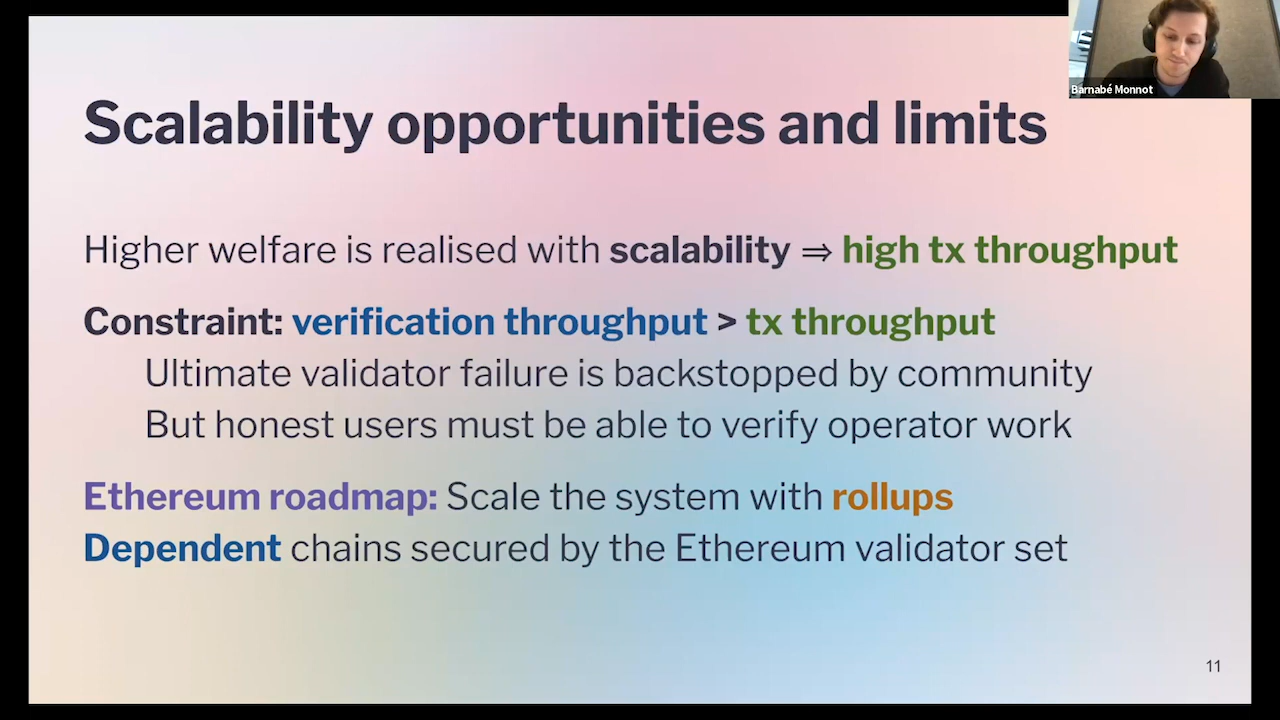 Barnabé Monnot
Scalability opportunities and limits
Higher welfare is realised with scalability ⇒ high tx throughput
Constraint: verification throughput > tx throughput
Ultimate validator failure is backstopped by community
But honest users must be able to verify operator work
Ethereum roadmap: Scale the system with rollups
Dependent chains secured by the Ethereum validator set
11